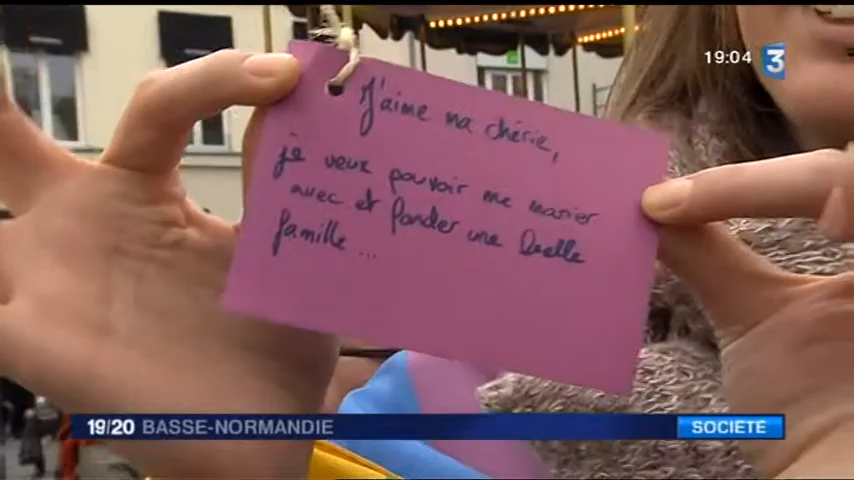 19:04 3
J'aime ma chérie,
je veux pouvoir me marier
avec et fonder une belle
famille ...
19/20 BASSE-NORMANDIE
SOCIÉTÉ